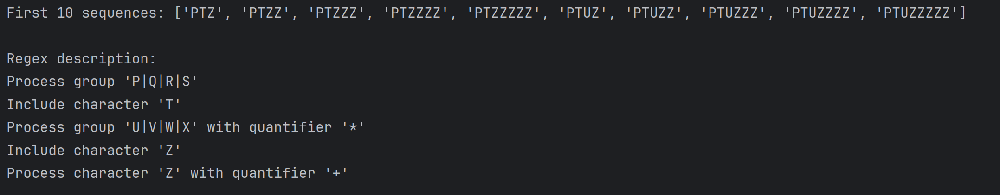 First 10 sequences: ['PTZ', 'PTZZ', 'PTZZZ', 'PTZZZZ', 'PTZZZZZ', 'PTUZ', 'PTUZZ', 'PTUZZZ', 'PTUZZZZ', 'PTUZZZZZ']
Regex description:
Process group 'P|Q|R|S'
Include character 'T'
Process group 'U|V|W|X' with quantifier '*'
Include character 'Z'
Process character 'Z' with quantifier '+'